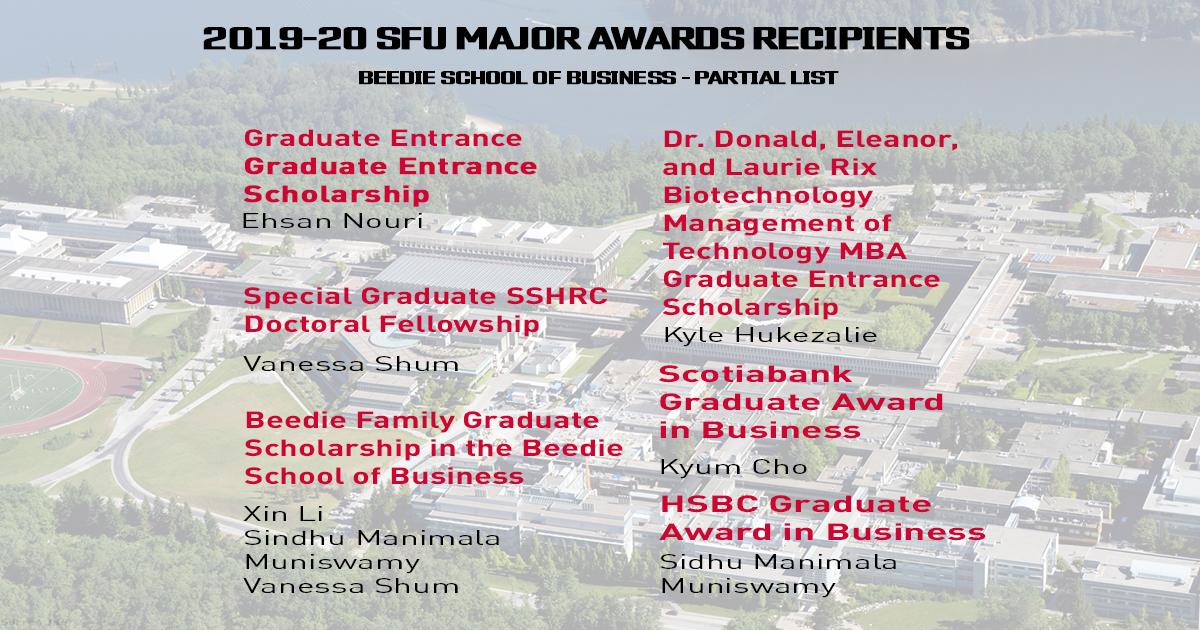 2019-20 SFU MAJOR AWARDS RECIPIENTS
BEEDIE SCHOOL OF BUSINESS - PARTIAL LIST
Graduate Entrance
Graduate Entrance
Scholarship
Ehsan Nouri
Special Graduate SSHRC
Doctoral Fellowship
Vanessa Shum
Beedie Family Graduate
Scholarship in the Beedie
School of Business
Xin Li
Sindhu Manimala
Muniswamy
Vanessa Shum
Dr. Donald, Eleanor,
and Laurie Rix
Biotechnology
Management of
Technology MBA
Graduate Entrance
Scholarship
Kyle Hukezalie
Scotiabank
Graduate Award
in Business
Kyum Cho
HSBC Graduate
Award in Business
Sidhu Manimala
Muniswamy